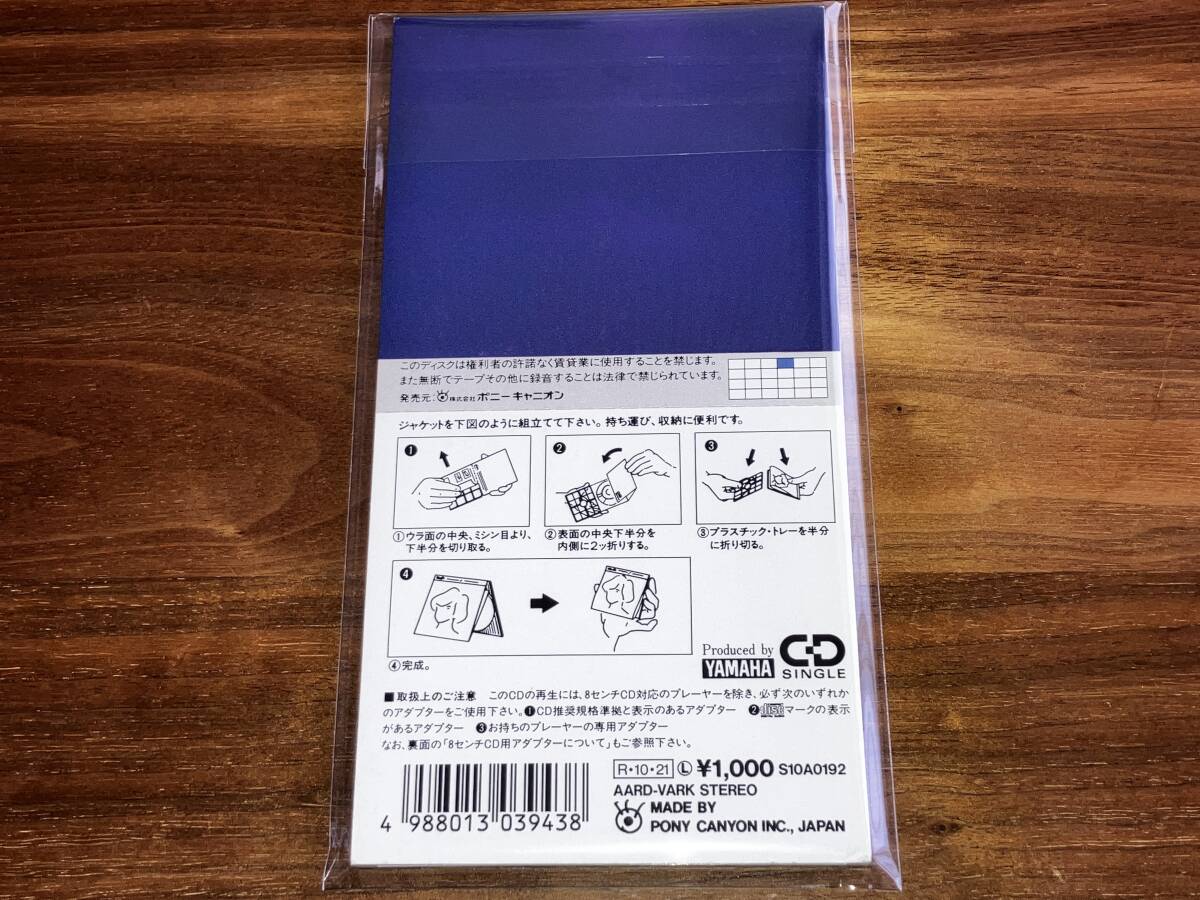 このディスクは権利者の許諾なく賃貸業に使用することを禁じます。
また無断でテープその他に録音することは法律で禁じられています。
発売元:株式会社 ポニーキャニオン
ジャケットを下図のように組立てて下さい。持ち運び、収納に便利です。
❶
❷
❸
①ウラ面の中央、ミシン目より、
下半分を切り取る。
②表面の中央下半分を
内側に2ッ折りする。
③プラスチック・トレーを半分
に折り切る。
❹
④完成。
Produced by
YAMAHA
CD
SINGLE
■取扱上のご注意 このCDの再生には、8センチCD対応のプレーヤーを除き、必ず次のいずれか
のアダプターをご使用下さい。❶CD推奨規格準拠と表示のあるアダプター ❷disc マークの表示
があるアダプター ❸お持ちのプレーヤーの専用アダプター
なお、裏面の「8センチCD用アダプターについて」もご参照下さい。
R・10・21 Ⓛ ¥1,000 S10A0192
AARD-VARK STEREO
MADE BY
PONY CANYON INC., JAPAN
4 988013 039438